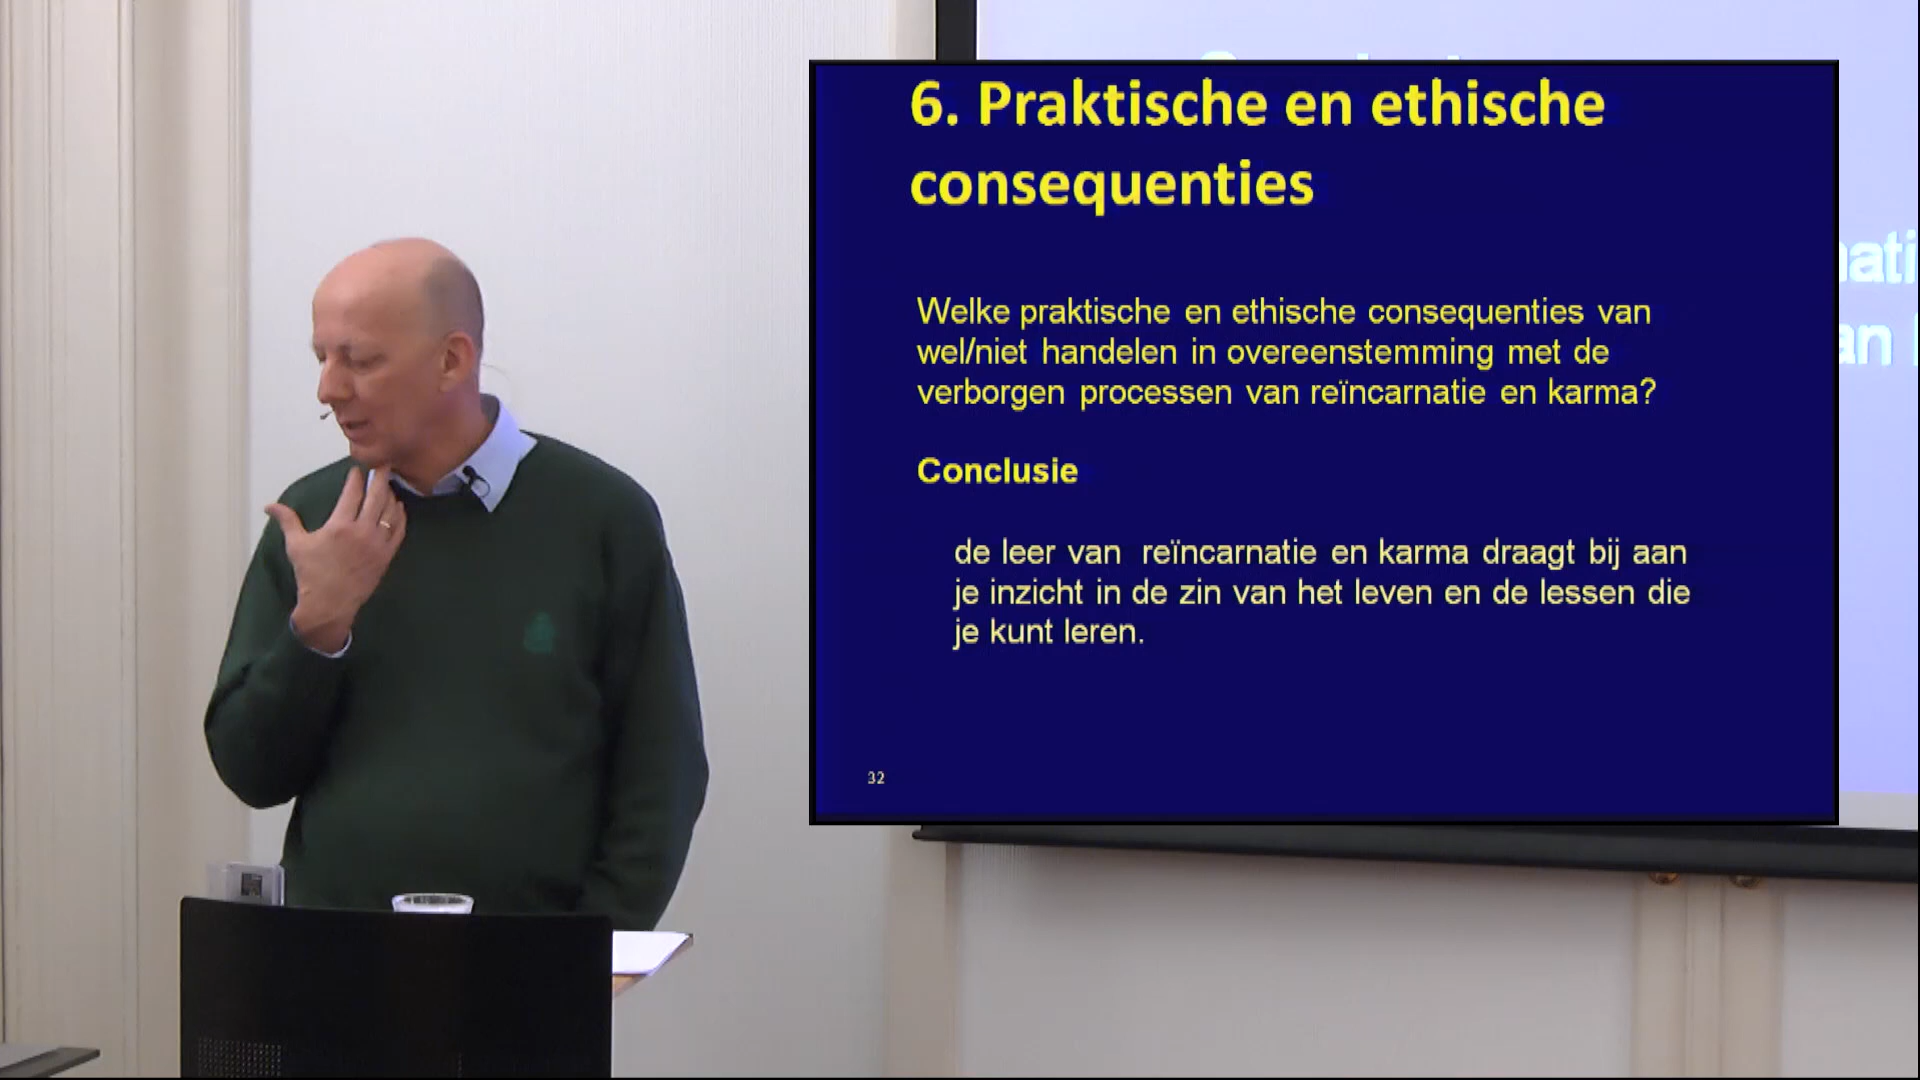 6. Praktische en ethische
consequenties
Welke praktische en ethische consequenties van
wel/niet handelen in overeenstemming met de
verborgen processen van reïncarnatie en karma?
Conclusie
de leer van reïncarnatie en karma draagt bij aan
je inzicht in de zin van het leven en de lessen die
je kunt leren.
32